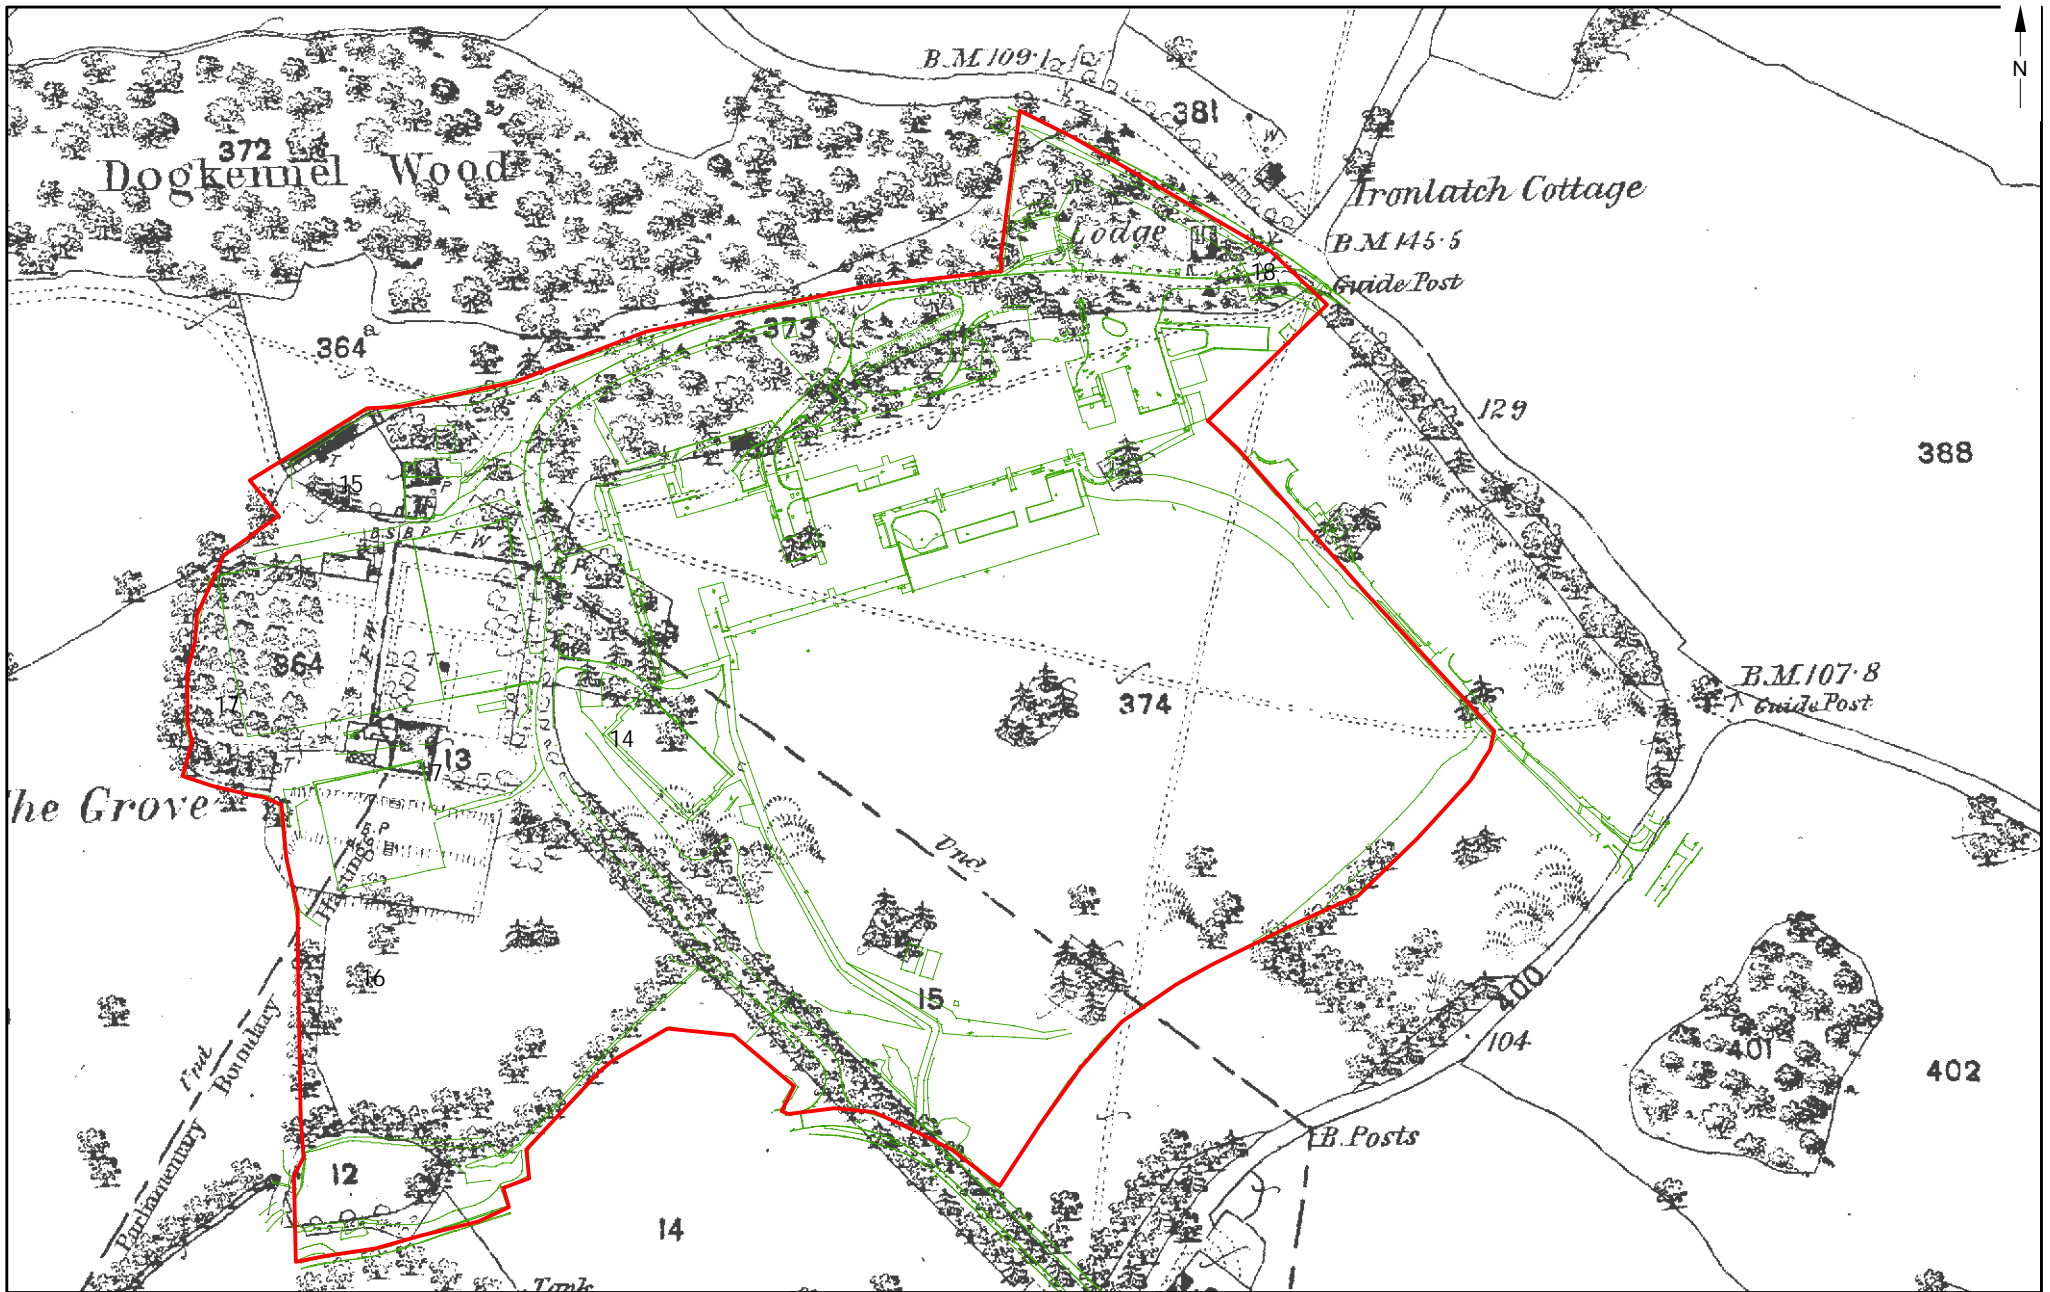 B.M.109·1
N
381
W
372
Dogkennel Wood
Ironlatch Cottage
Lodge
B.M.145·5
18
Guide Post
373
364a
129
388
15
P
B.S.
B.P.
F.W.
F.W.
364
T
B.M.107·8
Guide Post
17
374
14
13
17
The Grove
B.P.
Und
15
16
400
Und
Boundary
104
401
402
Parliamentary
B.Posts
12
14
Tank